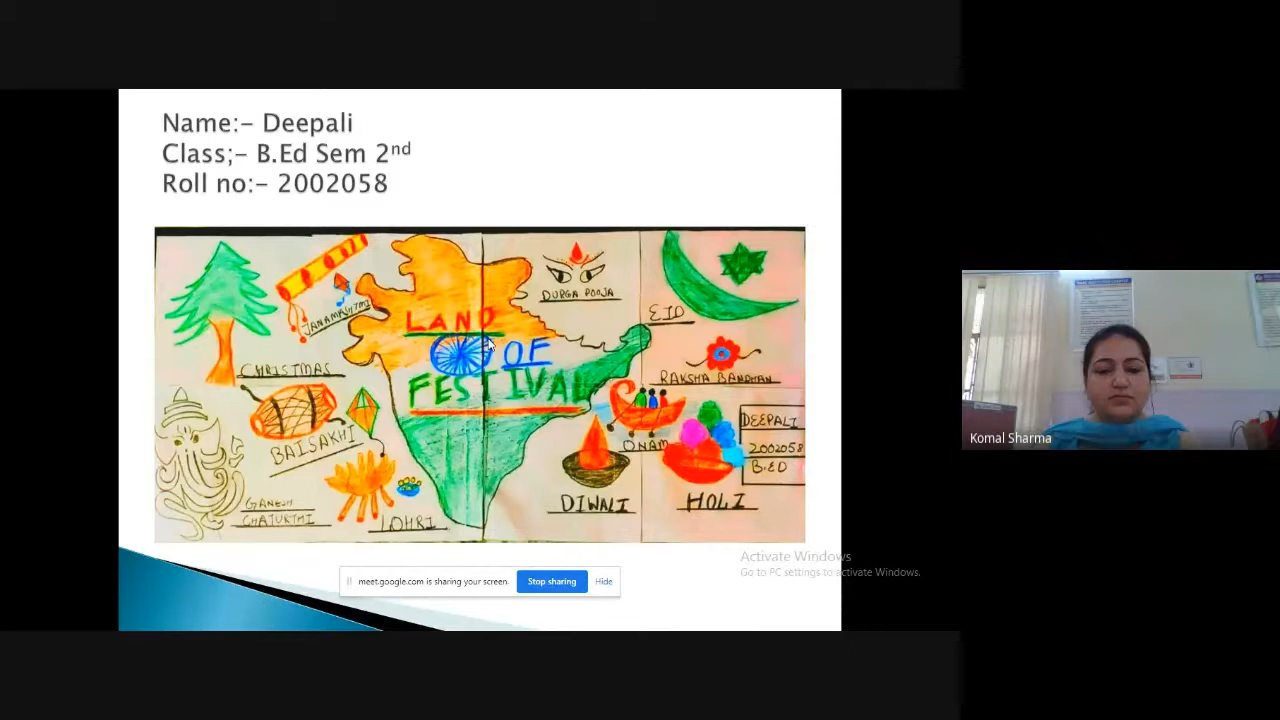 Name:- Deepali
Class;- B.Ed Sem 2nd
Roll no:- 2002058
JANAMASHTMI
DURGA POOJA
EID
LAND
OF
FESTIVAL
CHRISTMAS
RAKSHA BANDHAN
BAISAKHI
ONAM
DEEPALI
2002058
B.ED
GANESH
CHATURTHI
LOHRI
DIWALI
HOLI
Komal Sharma
Activate Windows
Go to PC settings to activate Windows.
meet.google.com is sharing your screen.
Stop sharing
Hide